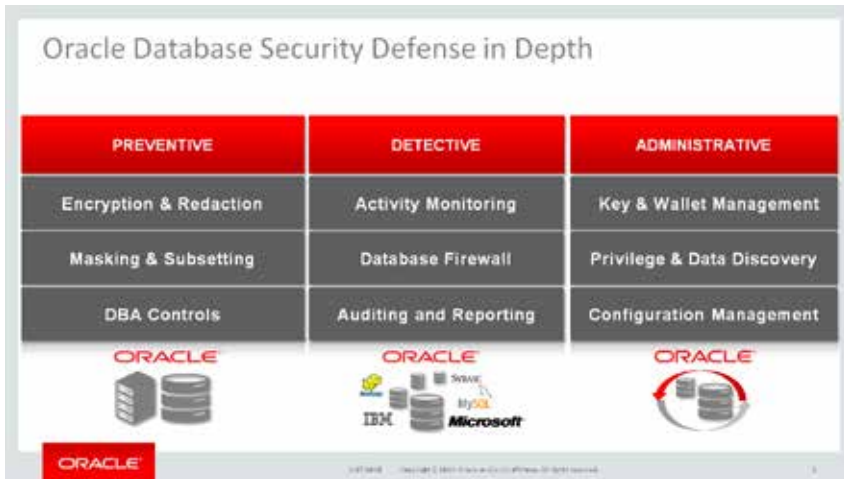 Oracle Database Security Defense in Depth
PREVENTIVE DETECTIVE ADMINISTRATIVE
Encryption & Redaction Activity Monitoring Key & Wallet Management
Masking & Subsetting Database Firewall Privilege & Data Discovery
DBA Controls Auditing and Reporting Configuration Management
ORACLE ORACLE ORACLE
SYBASE
MySQL
IBM Microsoft
ORACLE